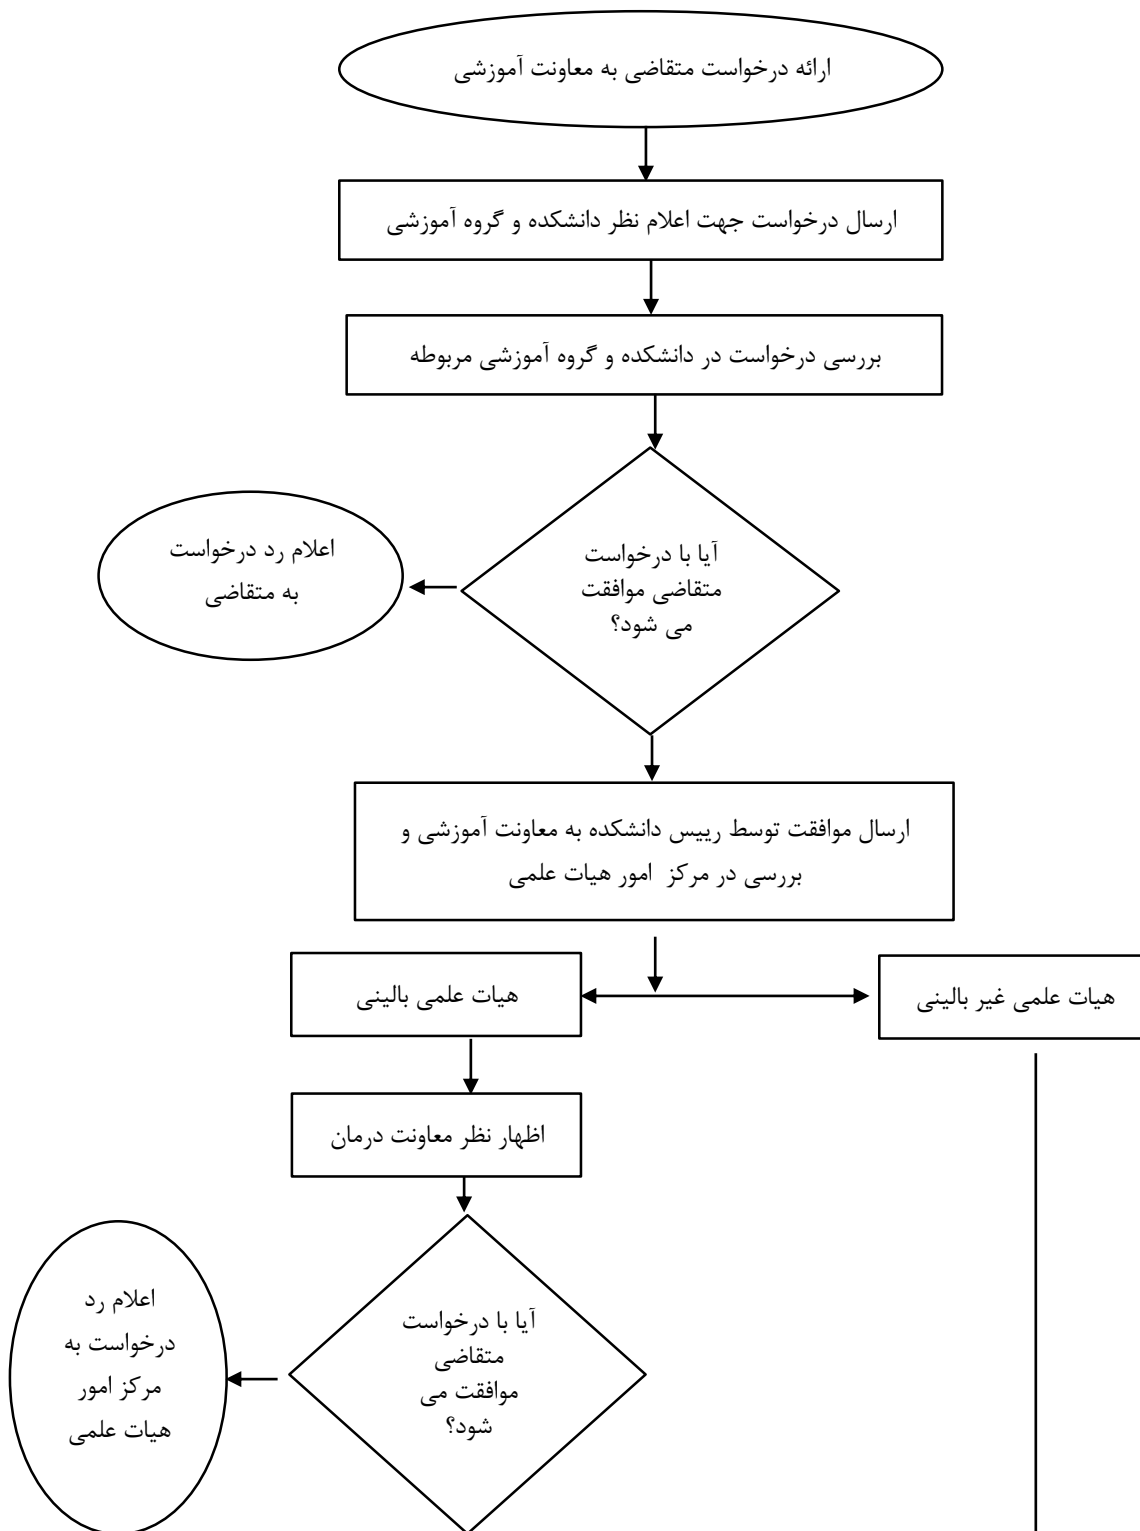 ارائه درخواست متقاضی به معاونت آموزشی
ارسال درخواست جهت اعلام نظر دانشکده و گروه آموزشی
بررسی درخواست در دانشکده و گروه آموزشی مربوطه
آیا با درخواست
متقاضی موافقت
می شود؟
اعلام رد درخواست
به متقاضی
ارسال موافقت توسط رییس دانشکده به معاونت آموزشی و
بررسی در مرکز امور هیات علمی
هیات علمی غیر بالینی
هیات علمی بالینی
اظهار نظر معاونت درمان
آیا با درخواست
متقاضی
موافقت می
شود؟
اعلام رد
درخواست به
مرکز امور
هیات علمی